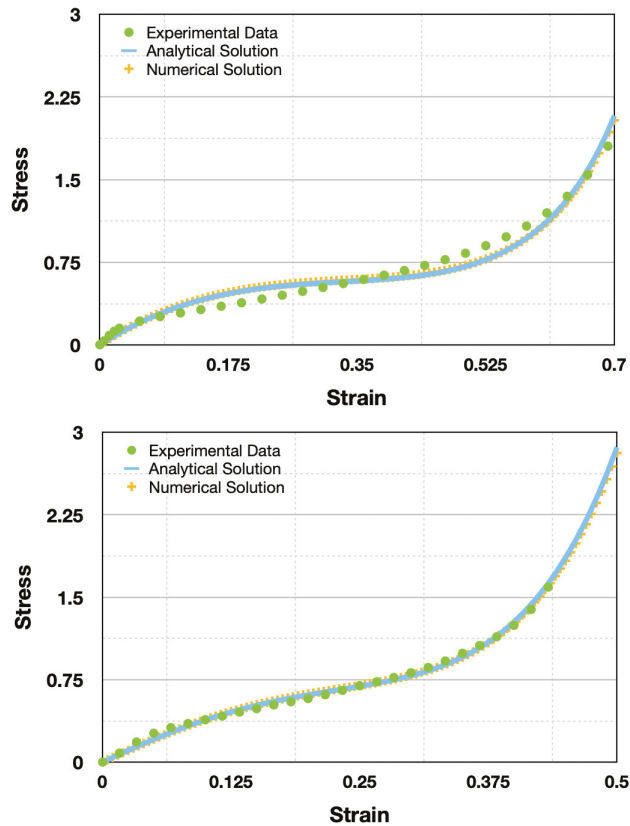 3
Experimental Data
Analytical Solution
Numerical Solution
2.25
Stress
1.5
0.75
0
0.175
0.35
0.525
0.7
Strain
3
Experimental Data
Analytical Solution
Numerical Solution
2.25
Stress
1.5
0.75
0
0
0.125
0.25
0.375
0.5
Strain